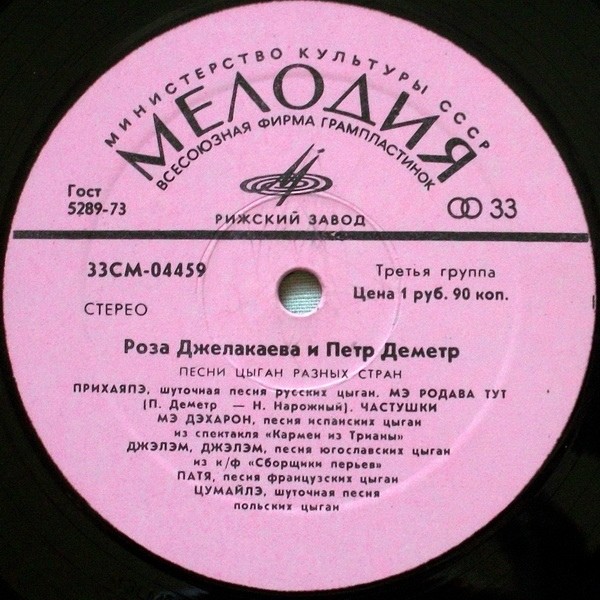 МИНИСТЕРСТВО КУЛЬТУРЫ СССР
МЕЛОДИЯ
ВСЕСОЮЗНАЯ ФИРМА ГРАМПЛАСТИНОК
Гост
5289-73
33
РИЖСКИЙ ЗАВОД
33СМ-04459
Третья группа
Цена 1 руб. 90 коп.
СТЕРЕО
Роза Джелакаева и Петр Деметр
ПЕСНИ ЦЫГАН РАЗНЫХ СТРАН
ПРИХАЯПЭ, шуточная песня русских цыган. МЭ РОДАВА ТУТ
(П. Деметр — Н. Нарожный). ЧАСТУШКИ
МЭ ДЭХАРОН, песня испанских цыган
из спектакля «Кармен из Трианы»
ДЖЭЛЭМ, ДЖЭЛЭМ, песня югославских цыган
из к/ф «Сборщики перьев»
ПАТЯ, песня французских цыган
ЦУМАЙЛЭ, шуточная песня
польских цыган